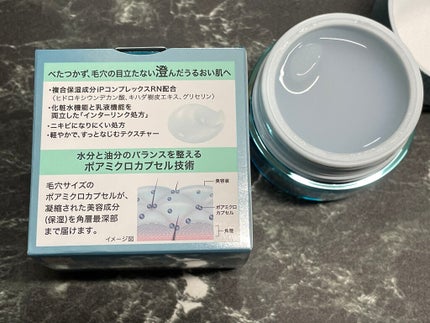 べたつかず、毛穴の目立たない澄んだうるおい肌へ
・複合保湿成分iPコンプレックスRN配合
(ヒドロキシウンデカン酸、キハダ樹皮エキス、グリセリン)
・化粧水機能と乳液機能を
両立した「インターリンク処方」
・ニキビになりにくい処方
・軽やかで、すっとなじむテクスチャー
水分と油分のバランスを整える
ポアミクロカプセル技術
毛穴サイズの
ポアミクロカプセルが、
凝縮された美容成分
(保湿)を角層最深部
まで届けます。
美容液
ポアミクロ
カプセル
角層
イメージ図